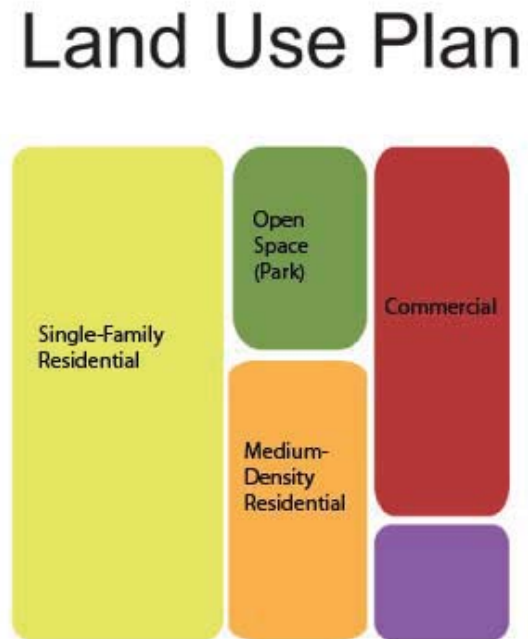 Land Use Plan
Open
Space
(Park)
Commercial
Single-Family
Residential
Medium-
Density
Residential